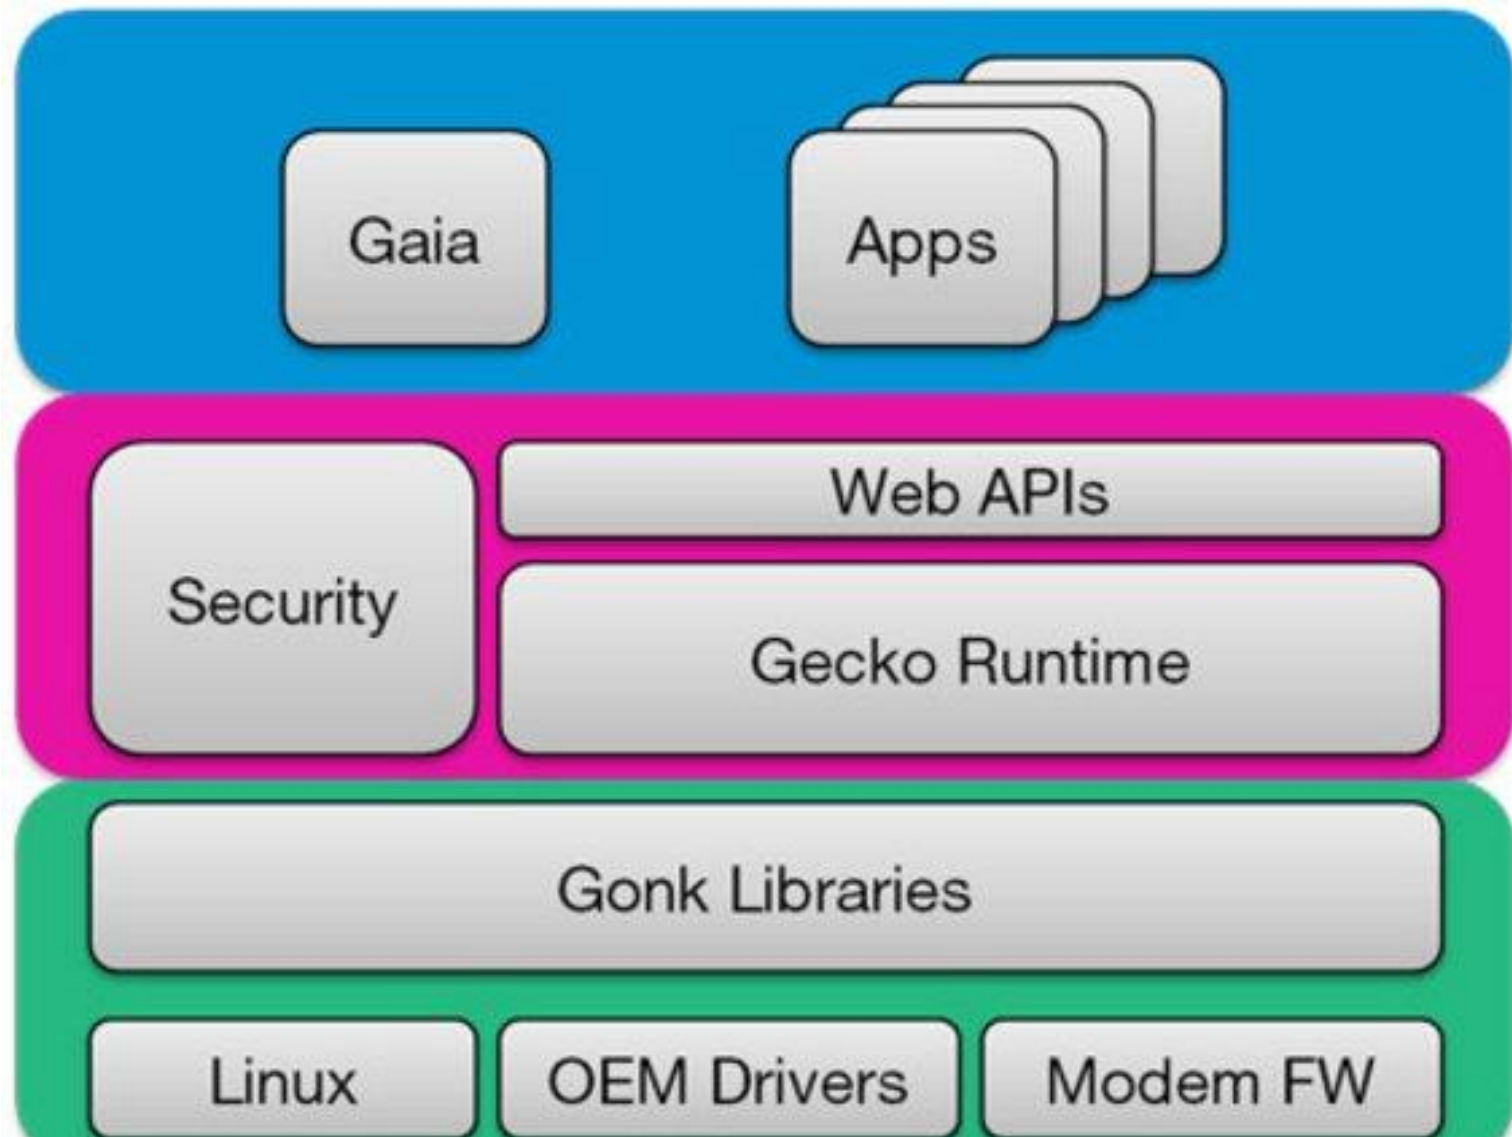 Gaia
Apps
Web APIs
Security
Gecko Runtime
Gonk Libraries
Linux
OEM Drivers
Modem FW